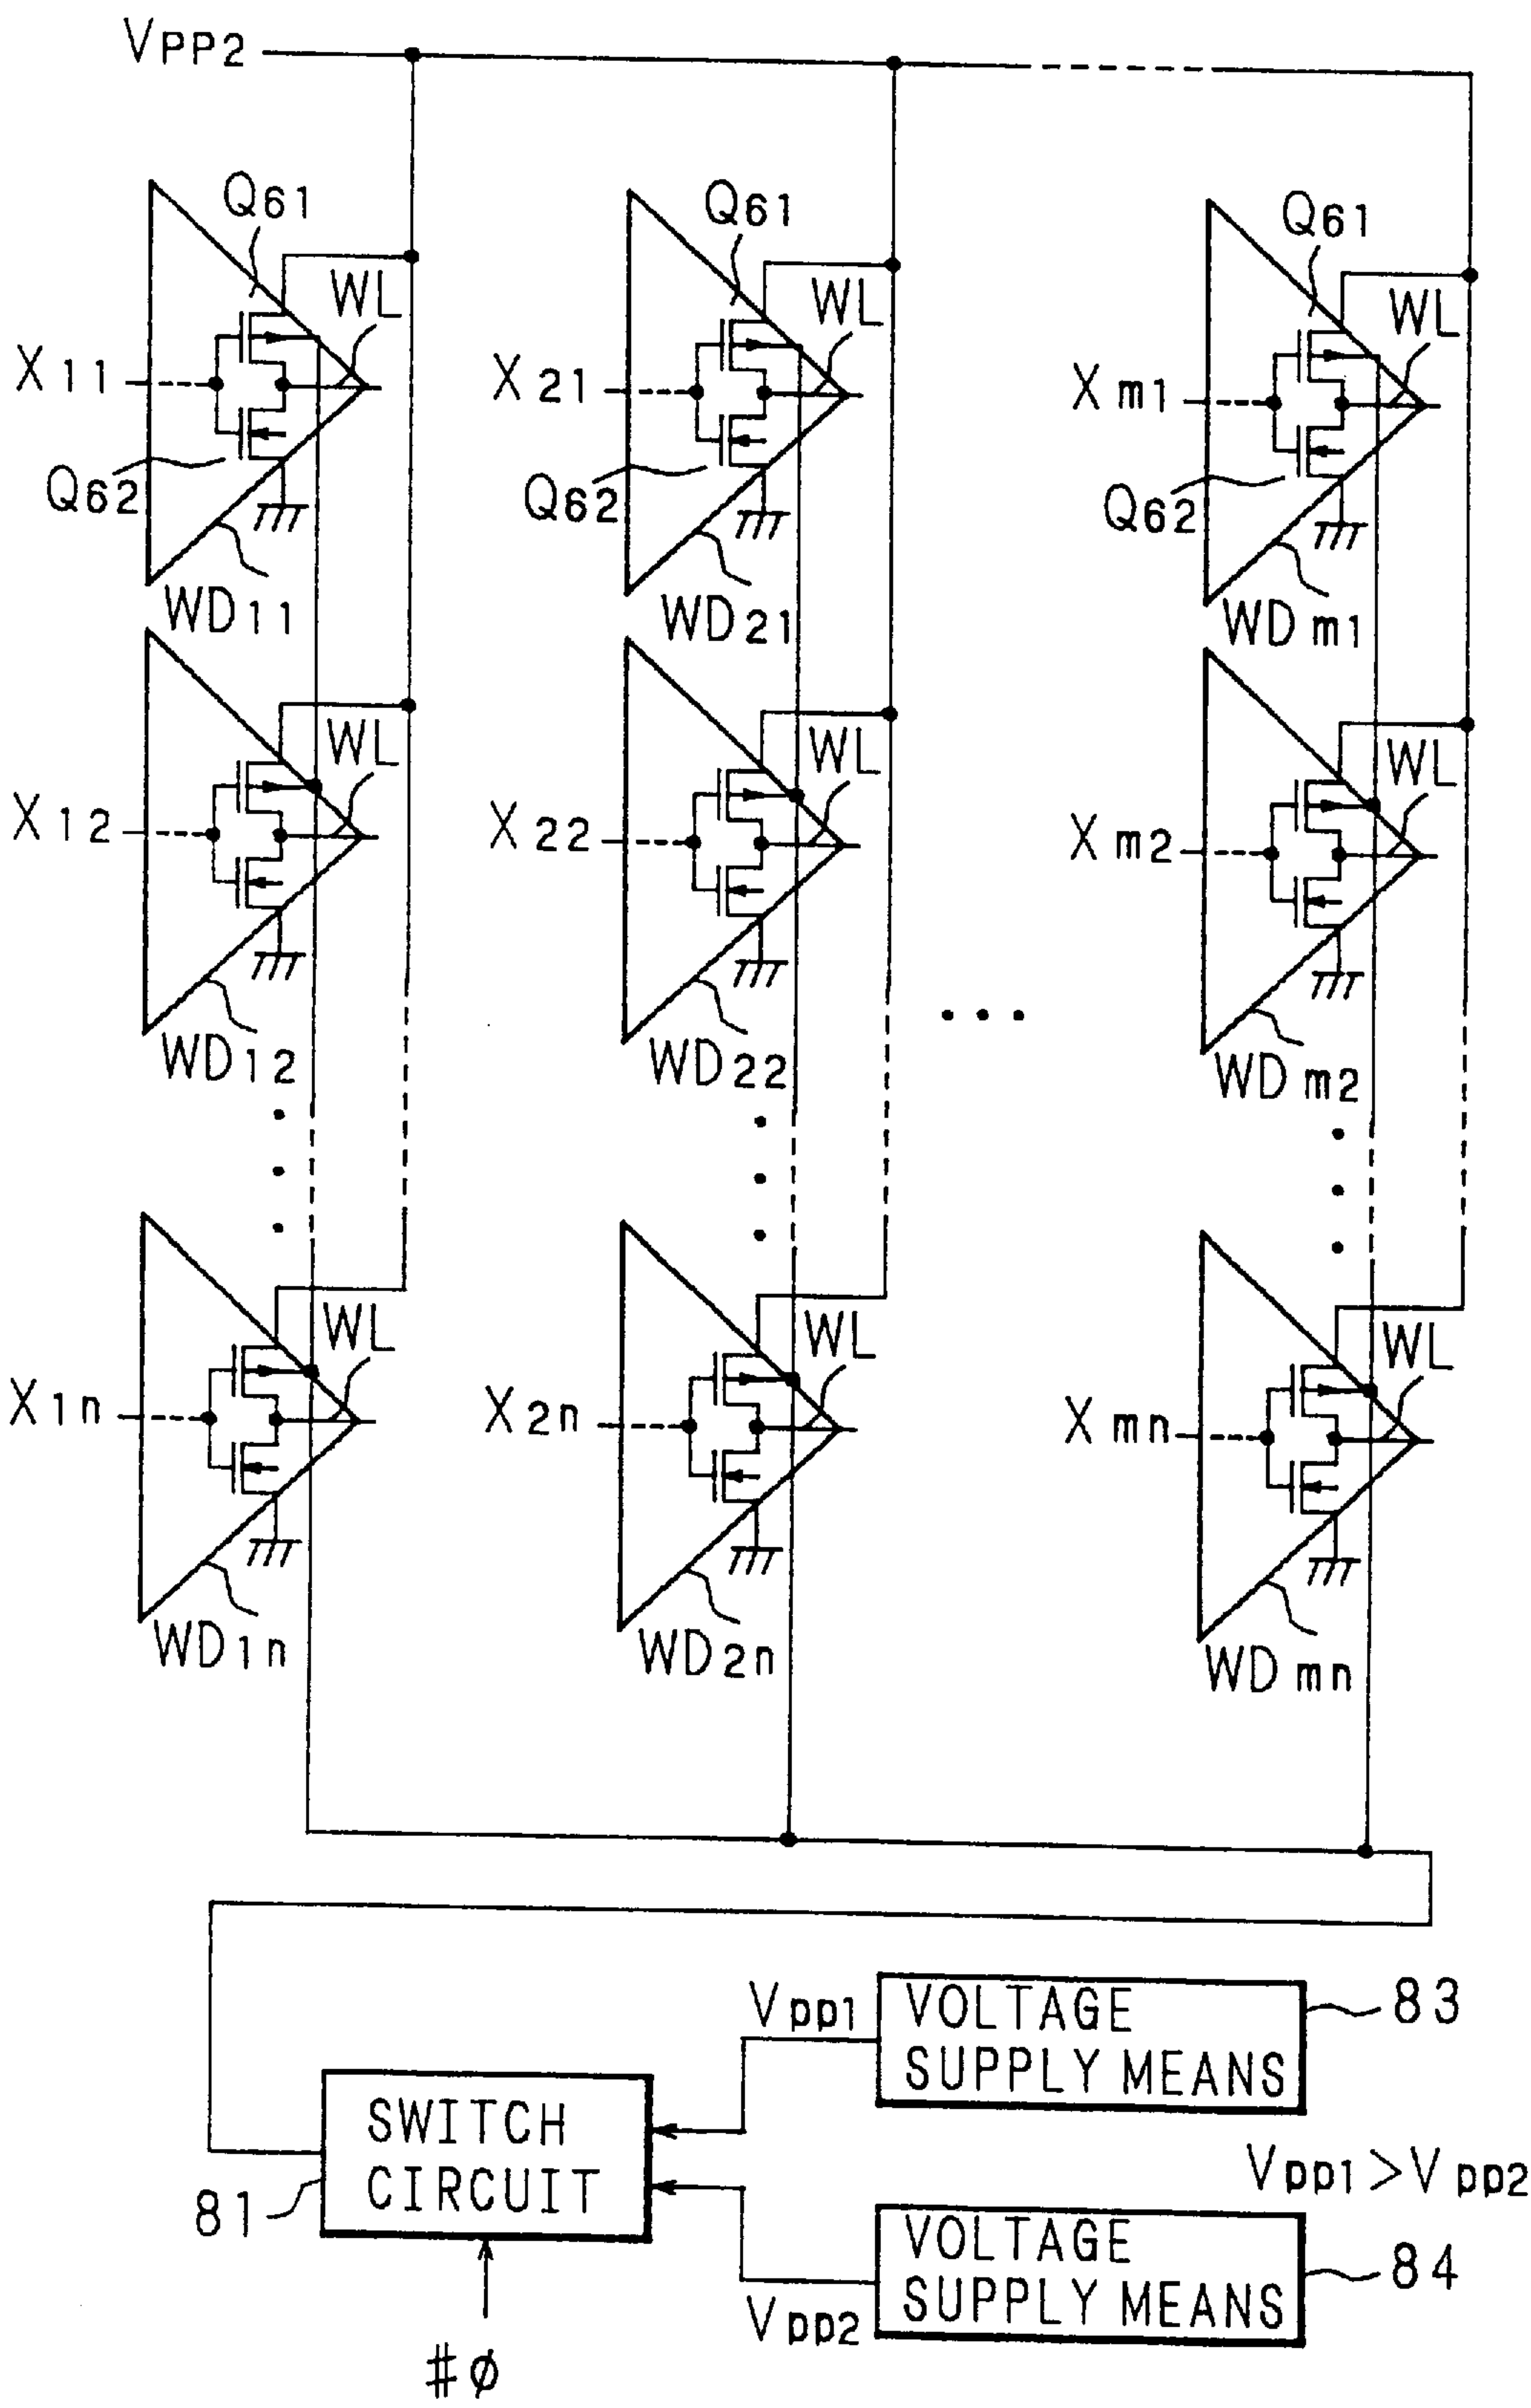 VPP2
Q61 Q61 Q61
WL WL WL
X11 X21 Xm1
Q62 Q62 Q62
WD11 WD21 WDm1
WL WL WL
X12 X22 Xm2
WD12 WD22 WDm2
WL WL WL
X1n X2n Xmn
WD1n WD2n WDmn
Vpp1 VOLTAGE SUPPLY MEANS 83
SWITCH CIRCUIT
81
Vpp1>Vpp2
VOLTAGE SUPPLY MEANS 84
Vpp2
#φ